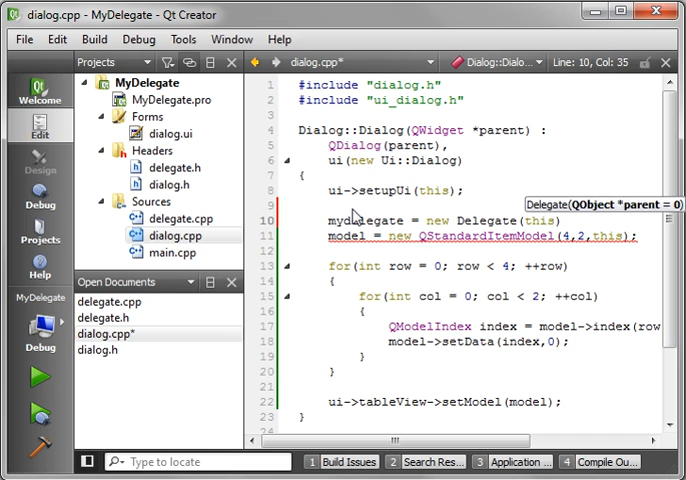 dialog.cpp - MyDelegate - Qt Creator
File Edit Build Debug Tools Window Help
Projects
dialog.cpp*
Dialog::Dialo...
Line: 10, Col: 35
Welcome
Edit
Design
Debug
Projects
Help
MyDelegate
Debug
MyDelegate
MyDelegate.pro
Forms
dialog.ui
Headers
delegate.h
dialog.h
Sources
delegate.cpp
dialog.cpp
main.cpp
Open Documents
delegate.cpp
delegate.h
dialog.cpp*
dialog.h
1 #include "dialog.h"
2 #include "ui_dialog.h"
3
4 Dialog::Dialog(QWidget *parent) :
5 QDialog(parent),
6 ui(new Ui::Dialog)
7 {
8 ui->setupUi(this);
9
Delegate(QObject *parent = 0)
10 mydelegate = new Delegate(this)
11 model = new QStandardItemModel(4,2,this);
12
13 for(int row = 0; row < 4; ++row)
14 {
15 for(int col = 0; col < 2; ++col)
16 {
17 QModelIndex index = model->index(row
18 model->setData(index,0);
19 }
20 }
21
22 ui->tableView->setModel(model);
23 }
24
Type to locate
1 Build Issues
2 Search Res...
3 Application ...
4 Compile Ou...